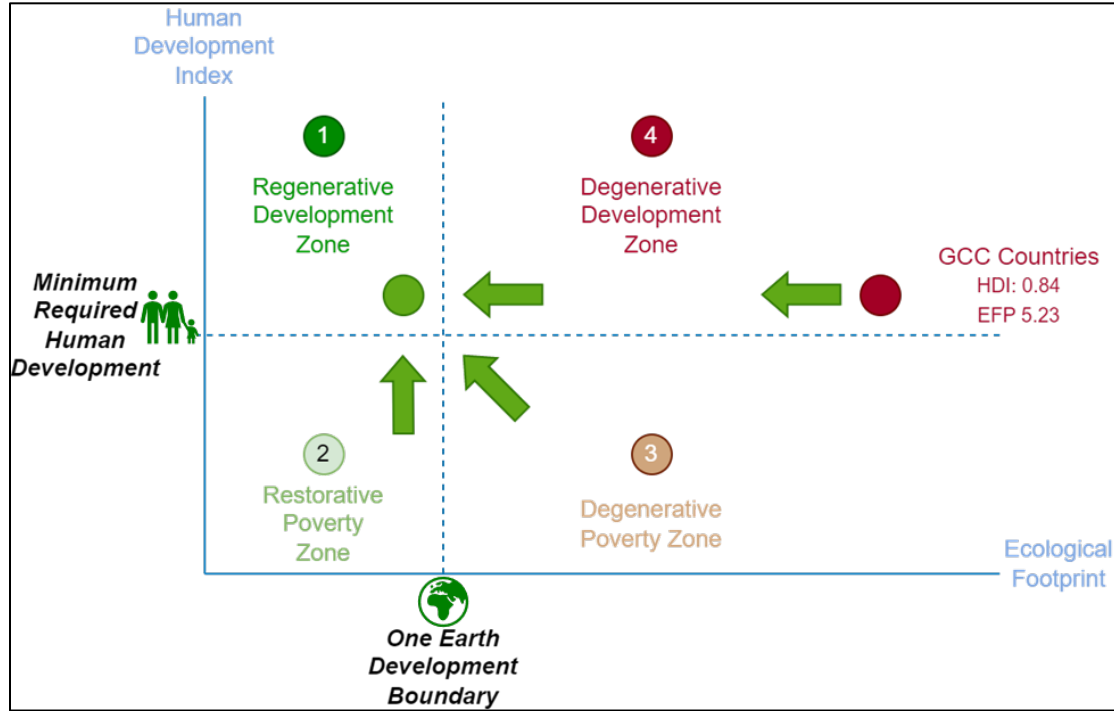 Human
Development
Index
1
Regenerative
Development
Zone
4
Degenerative
Development
Zone
GCC Countries
HDI: 0.84
EFP 5.23
Minimum
Required
Human
Development
2
Restorative
Poverty
Zone
3
Degenerative
Poverty Zone
Ecological
Footprint
One Earth
Development
Boundary